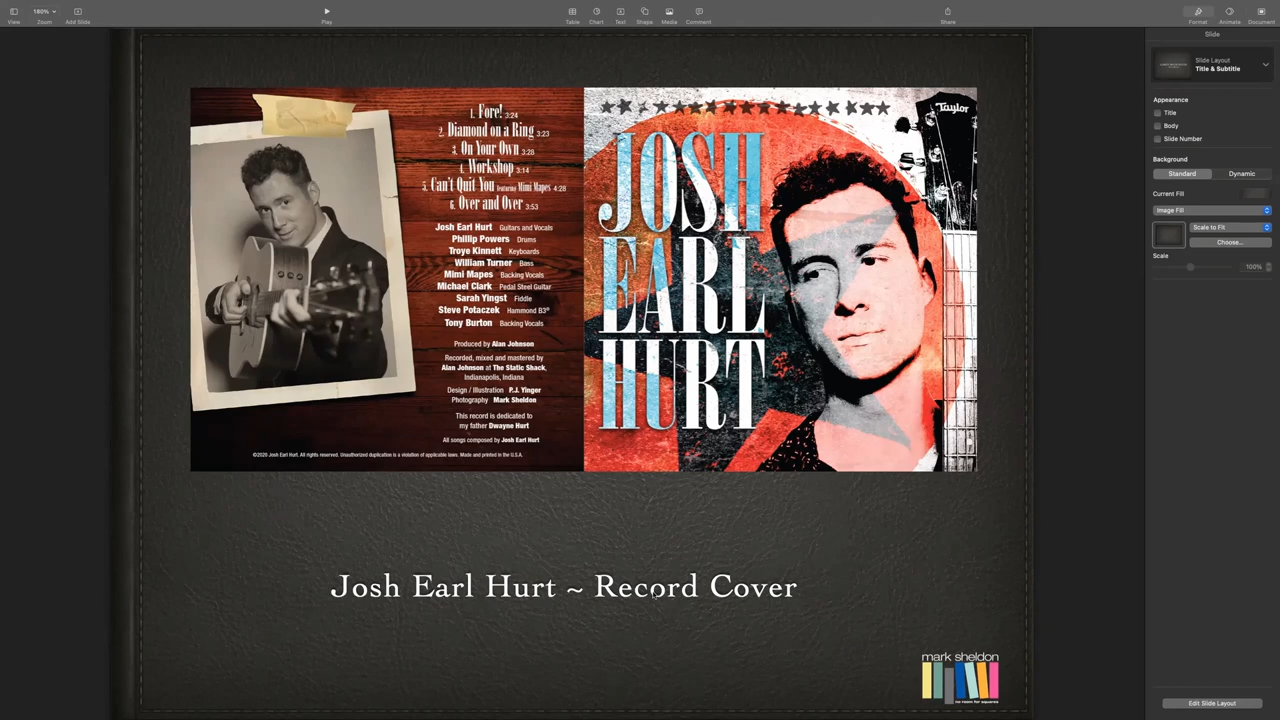 180%
View
Zoom
Add Slide
Play
Table
Chart
Text
Shape
Media
Comment
Share
Format
Animate
Document
Slide
Slide Layout
Title & Subtitle
Appearance
Title
Body
Slide Number
Background
Standard
Dynamic
Current Fill
Image Fill
Scale to Fit
Choose...
Scale
100%
Edit Slide Layout
1. Fore! 3:24
2. Diamond on a Ring 3:23
3. On Your Own 3:28
4. Workshop 3:14
5. Can't Quit You featuring Mimi Mapes 4:28
6. Over and Over 3:53
Josh Earl Hurt Guitars and Vocals
Phillip Powers Drums
Troye Kinnett Keyboards
William Turner Bass
Mimi Mapes Backing Vocals
Michael Clark Pedal Steel Guitar
Sarah Yingst Fiddle
Steve Potaczek Hammond B3®
Tony Burton Backing Vocals
Produced by Alan Johnson
Recorded, mixed and mastered by
Alan Johnson at The Static Shack,
Indianapolis, Indiana
Design / Illustration P.J. Yinger
Photography Mark Sheldon
This record is dedicated to
my father Dwayne Hurt
All songs composed by Josh Earl Hurt
©2020 Josh Earl Hurt. All rights reserved. Unauthorized duplication is a violation of applicable laws. Made and printed in the U.S.A.
JOSH
EARL
HURT
Taylor
Josh Earl Hurt ~ Record Cover
mark sheldon
no room for squares